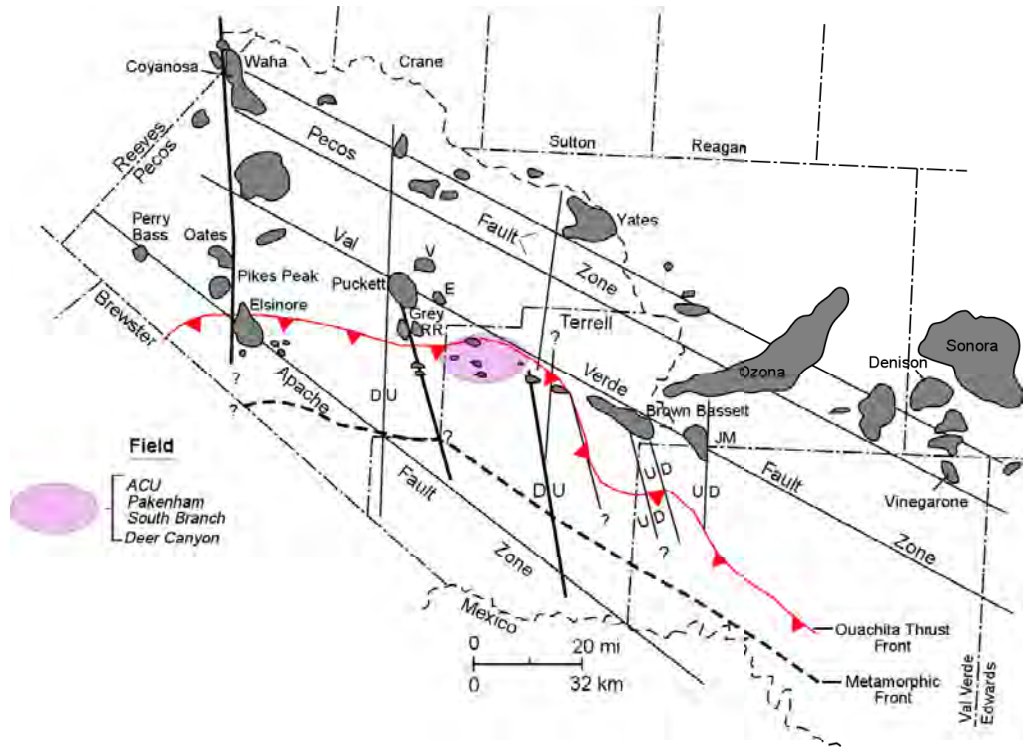 Coyanosa
Waha
Crane
Reeves
Pecos
Pecos
Sutton
Reagan
Fault
Zone
Yates
Perry
Bass
Oates
Val
V
Puckett
E
Pikes Peak
Elsinore
Grey
RR
Terrell
Brewster
?
Verde
Ozona
Denison
Sonora
?
Apache
D U
?
?
Brown Bassett
JM
Field
ACU
Pakenham
South Branch
Deer Canyon
Fault
Zone
D U
?
U D
U D
?
U D
Fault
Zone
Vinegarone
Mexico
0
20 mi
0
32 km
Ouachita Thrust
Front
Metamorphic
Front
Val Verde
Edwards